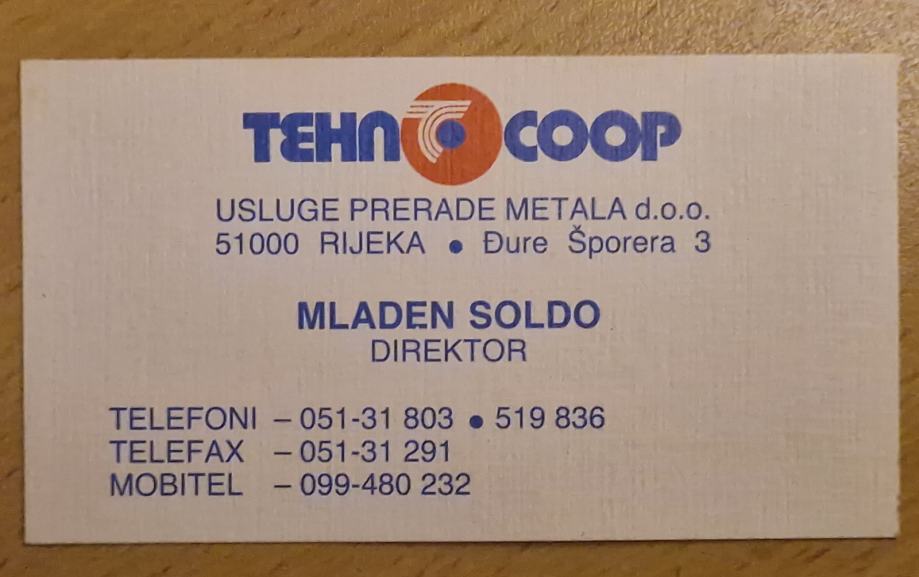 TEHNOCOOP
USLUGE PRERADE METALA d.o.o.
51000 RIJEKA • Đure Šporera 3
MLADEN SOLDO
DIREKTOR
TELEFONI – 051-31 803 • 519 836
TELEFAX – 051-31 291
MOBITEL – 099-480 232